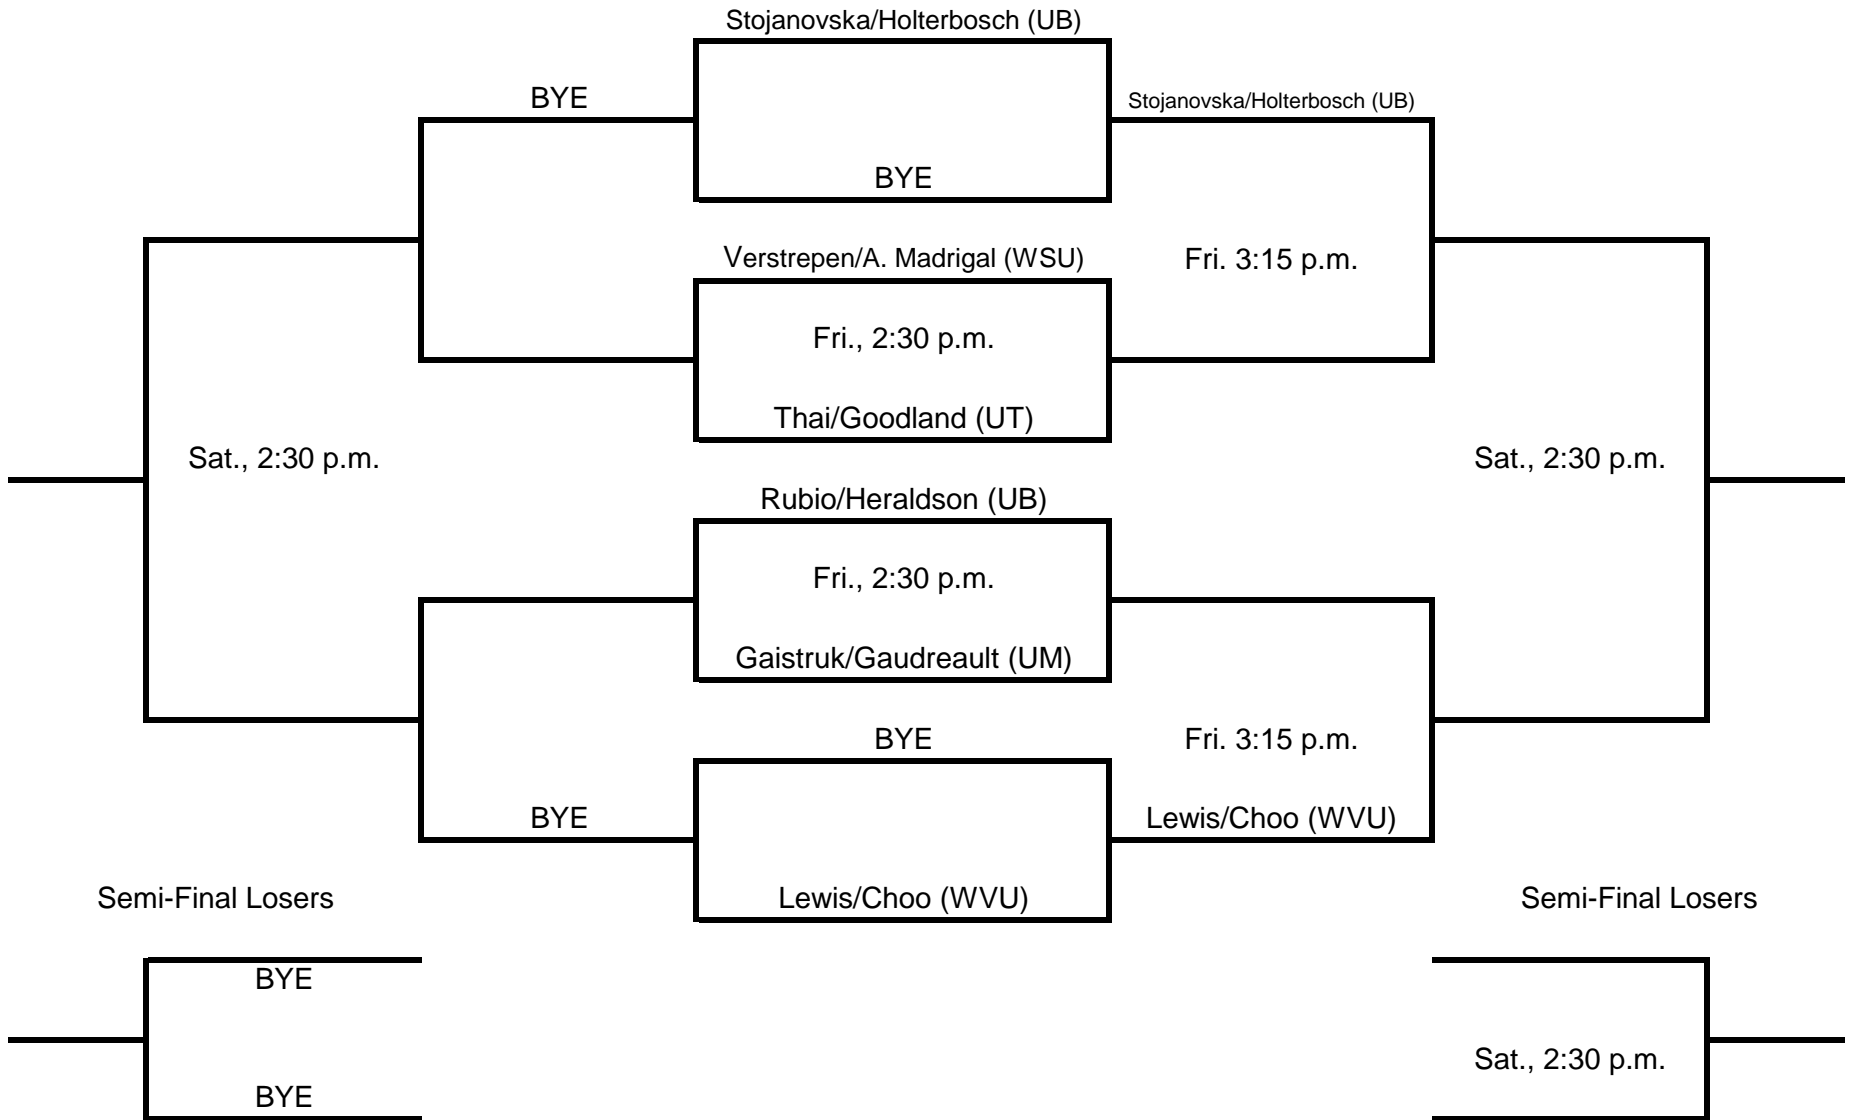 Stojanovska/Holterbosch (UB)
BYE
Stojanovska/Holterbosch (UB)
BYE
Verstrepen/A. Madrigal (WSU)
Fri. 3:15 p.m.
Fri., 2:30 p.m.
Thai/Goodland (UT)
Sat., 2:30 p.m.
Sat., 2:30 p.m.
Rubio/Heraldson (UB)
Fri., 2:30 p.m.
Gaistruk/Gaudreault (UM)
BYE
Fri. 3:15 p.m.
BYE
Lewis/Choo (WVU)
Semi-Final Losers
Lewis/Choo (WVU)
Semi-Final Losers
BYE
Sat., 2:30 p.m.
BYE